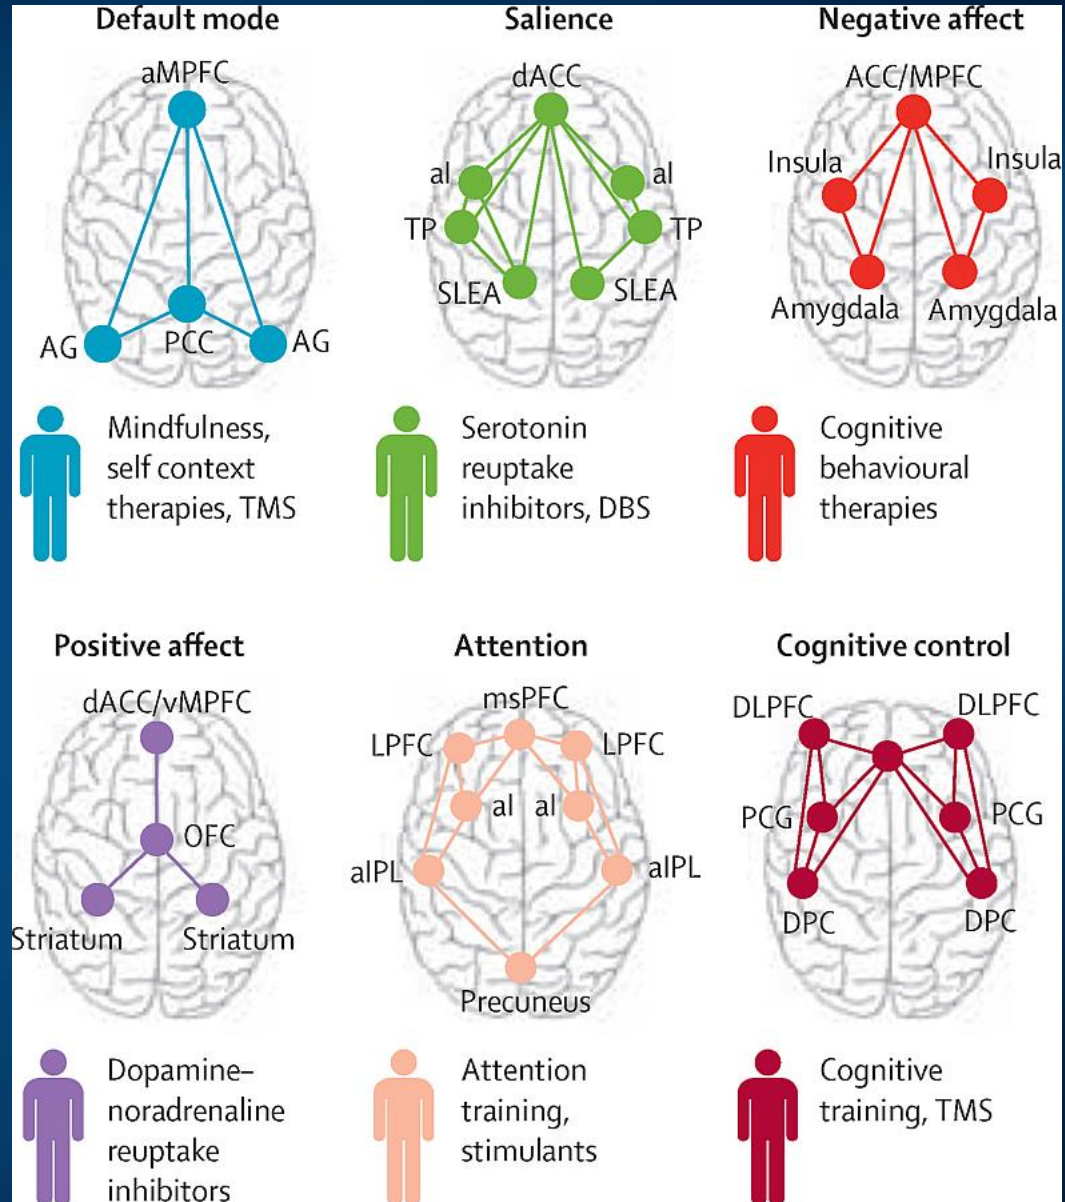 Default mode
aMPFC
AG
PCC
AG
Mindfulness,
self context
therapies, TMS
Salience
dACC
aI
aI
TP
TP
SLEA
SLEA
Serotonin
reuptake
inhibitors, DBS
Negative affect
ACC/MPFC
Insula
Insula
Amygdala
Amygdala
Cognitive
behavioural
therapies
Positive affect
dACC/vMPFC
OFC
Striatum
Striatum
Dopamine–
noradrenaline
reuptake
inhibitors
Attention
msPFC
LPFC
LPFC
aI
aI
aIPL
aIPL
Precuneus
Attention
training,
stimulants
Cognitive control
DLPFC
DLPFC
PCG
PCG
DPC
DPC
Cognitive
training, TMS